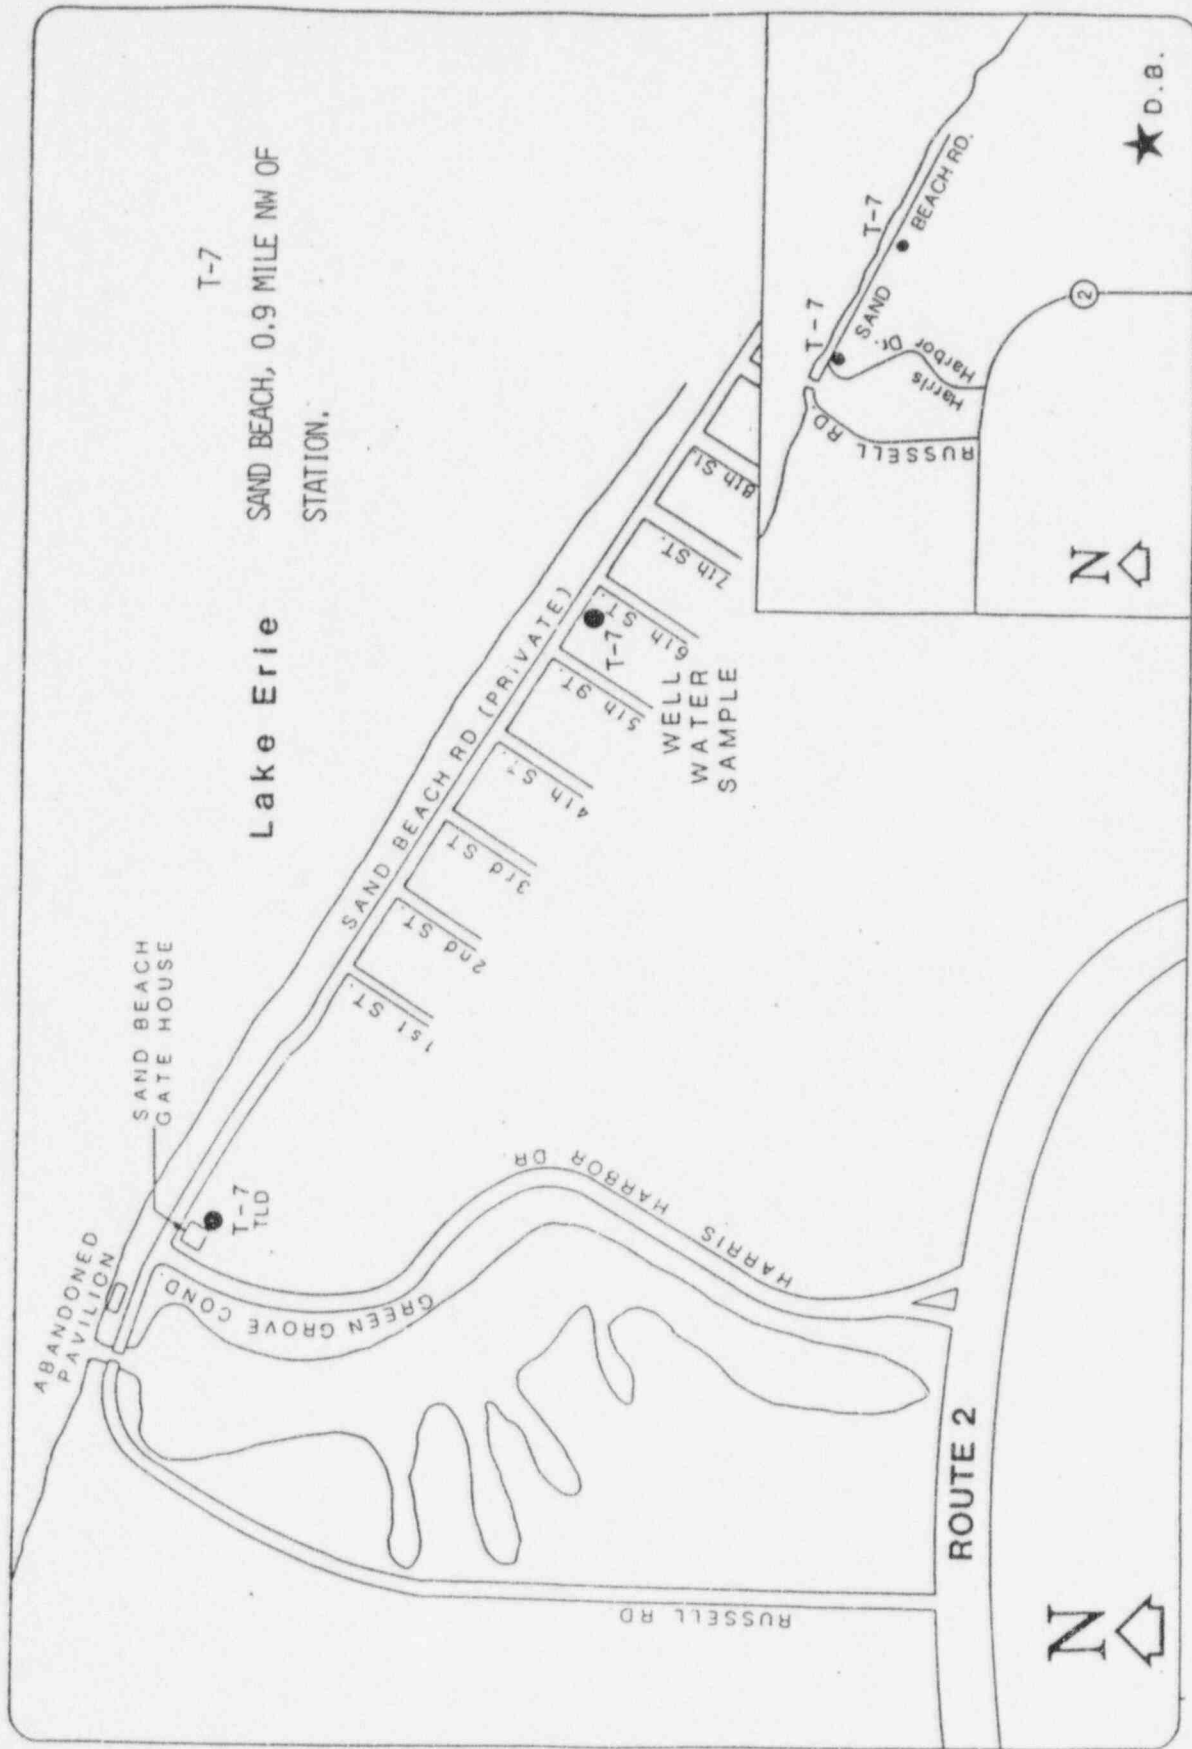 T-7
SAND BEACH, 0.9 MILE NW OF
STATION.
Lake Erie
ABANDONED
PAVILION
SAND BEACH
GATE HOUSE
T-7
TLD
GREEN GROVE COND.
HARRIS HARBOR DR
RUSSELL RD
ROUTE 2
N
SAND BEACH RD (PRIVATE)
1st ST.
2nd ST.
3rd ST
4th ST.
5th ST.
6th ST.
7th ST.
8th St.
T-7
WELL
WATER
SAMPLE
T-7
T-7
SAND BEACH RD.
Harris Harbor Dr.
RUSSELL RD.
2
N
D.B.